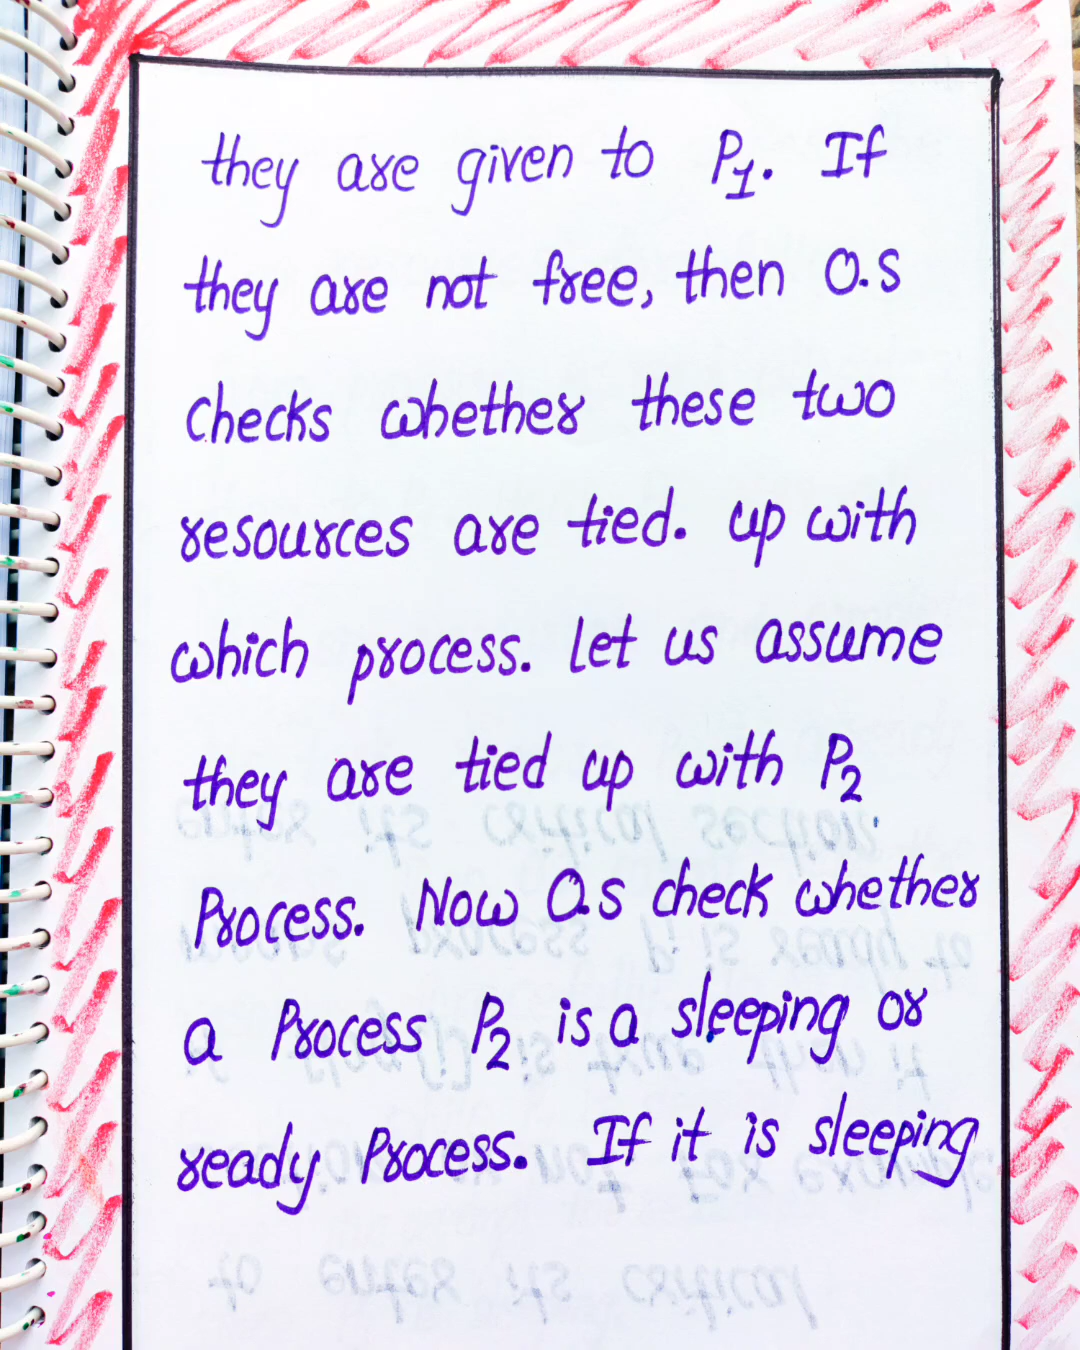 they are given to P1. If
they are not free, then O.S
checks whether these two
resources are tied. up with
which process. let us assume
they are tied up with P2.
Process. Now O.S check whether
a Process P2 is a sleeping or
ready Process. If it is sleeping